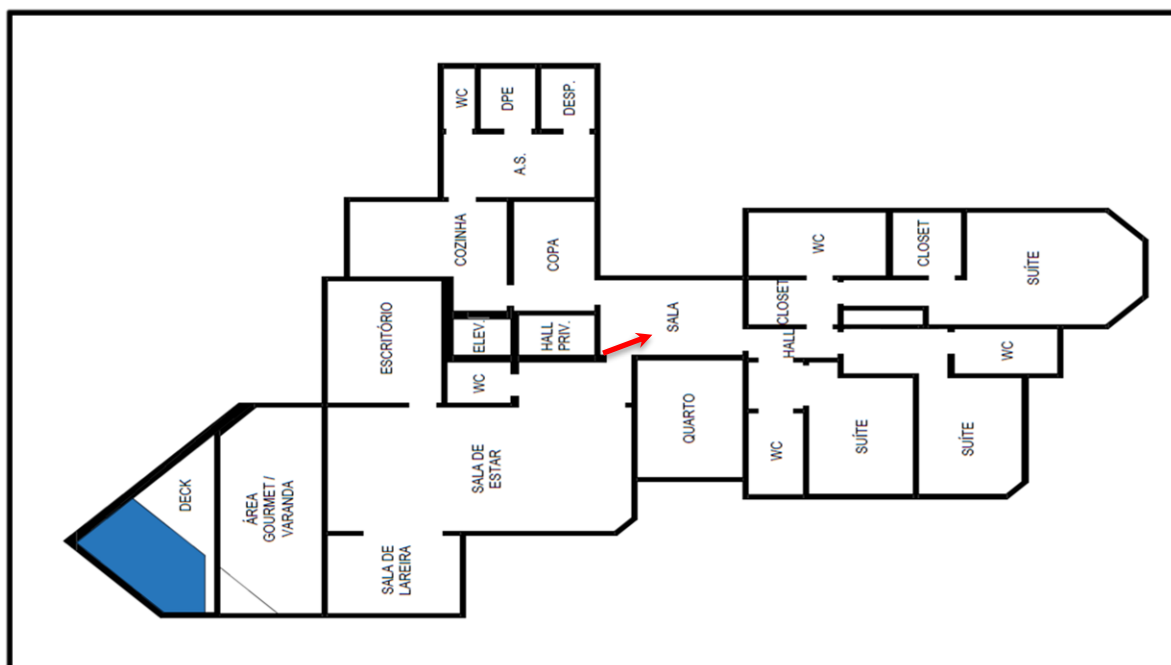 WC
DPE
DESP.
A.S.
COZINHA
COPA
WC
CLOSET
SUÍTE
ESCRITÓRIO
ELEV.
HALL
PRIV.
SALA
CLOSET
HALL
WC
WC
QUARTO
WC
SUÍTE
SUÍTE
DECK
ÁREA
GOURMET /
VARANDA
SALA DE
ESTAR
SALA DE
LAREIRA